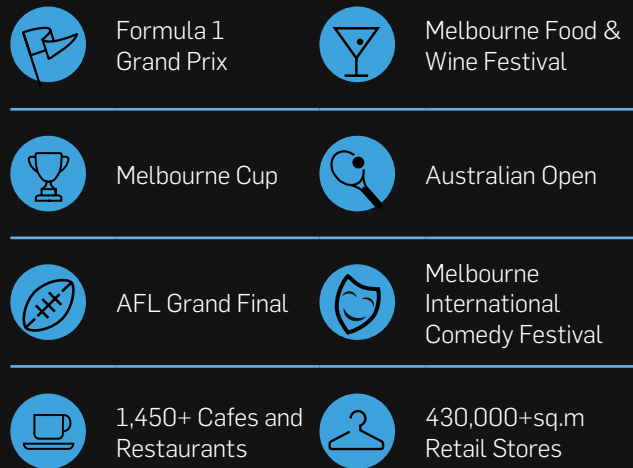 Formula 1
Grand Prix
Melbourne Food &
Wine Festival
Melbourne Cup
Australian Open
AFL Grand Final
Melbourne
International
Comedy Festival
1,450+ Cafes and
Restaurants
430,000+sq.m
Retail Stores